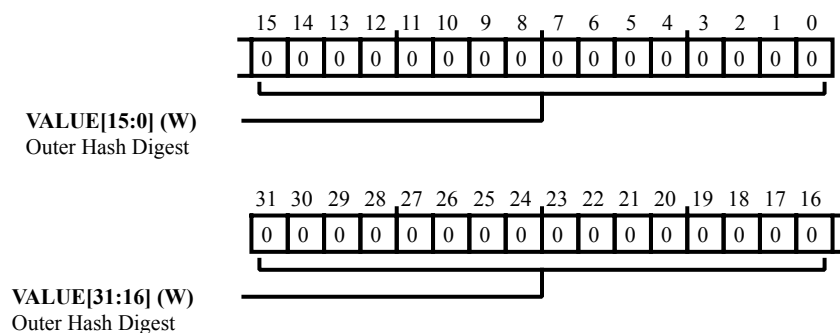 15 14 13 12 11 10 9 8 7 6 5 4 3 2 1 0
0 0 0 0 0 0 0 0 0 0 0 0 0 0 0 0
VALUE[15:0] (W)
Outer Hash Digest
31 30 29 28 27 26 25 24 23 22 21 20 19 18 17 16
0 0 0 0 0 0 0 0 0 0 0 0 0 0 0 0
VALUE[31:16] (W)
Outer Hash Digest